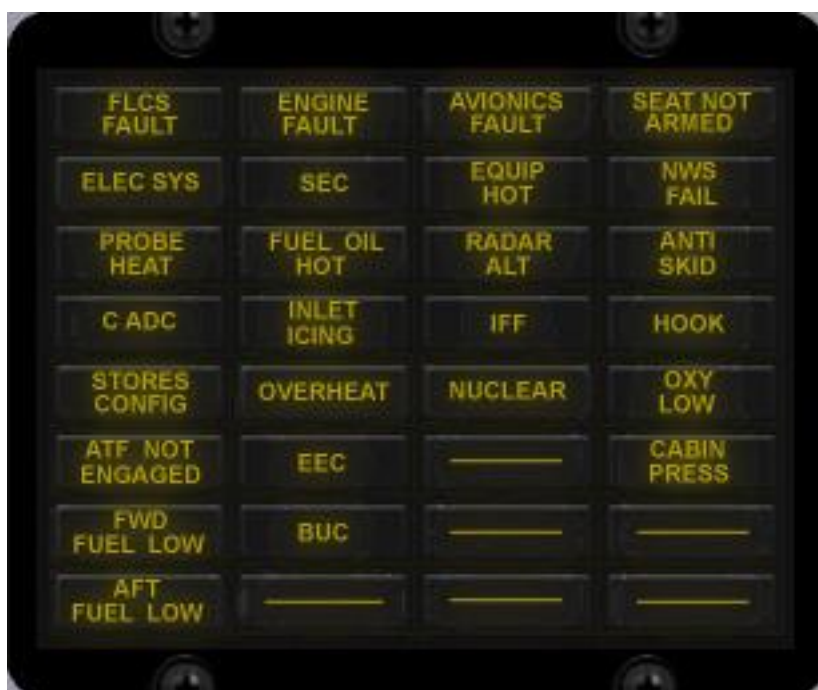 FLCS
FAULT
ENGINE
FAULT
AVIONICS
FAULT
SEAT NOT
ARMED
ELEC SYS
SEC
EQUIP
HOT
NWS
FAIL
PROBE
HEAT
FUEL OIL
HOT
RADAR
ALT
ANTI
SKID
C ADC
INLET
ICING
IFF
HOOK
STORES
CONFIG
OVERHEAT
NUCLEAR
OXY
LOW
ATF NOT
ENGAGED
EEC
CABIN
PRESS
FWD
FUEL LOW
BUC
AFT
FUEL LOW